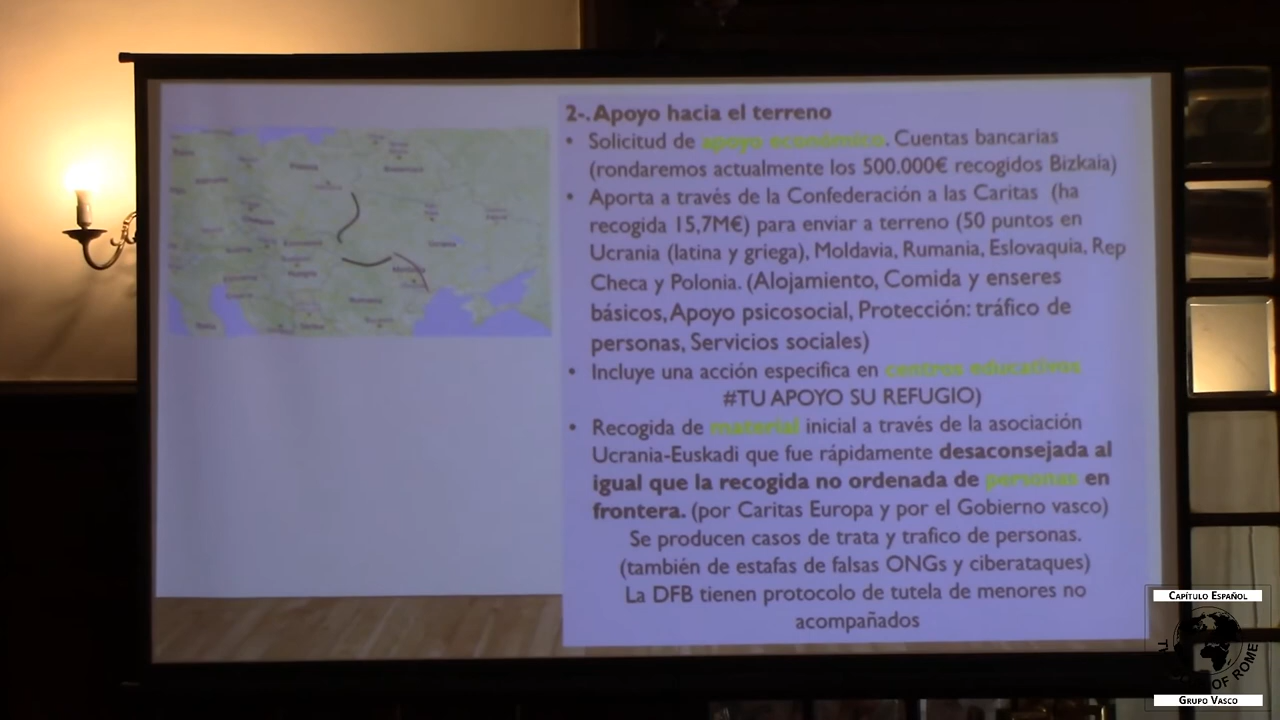 2-. Apoyo hacia el terreno
• Solicitud de apoyo económico. Cuentas bancarias
(rondaremos actualmente los 500.000€ recogidos Bizkaia)
• Aporta a través de la Confederación a las Caritas (ha
recogida 15,7M€) para enviar a terreno (50 puntos en
Ucrania (latina y griega), Moldavia, Rumania, Eslovaquia, Rep
Checa y Polonia. (Alojamiento, Comida y enseres
básicos, Apoyo psicosocial, Protección: tráfico de
personas, Servicios sociales)
• Incluye una acción especifica en centros educativos
#TU APOYO SU REFUGIO)
• Recogida de material inicial a través de la asociación
Ucrania-Euskadi que fue rápidamente desaconsejada al
igual que la recogida no ordenada de personas en
frontera. (por Caritas Europa y por el Gobierno vasco)
Se producen casos de trata y trafico de personas.
(también de estafas de falsas ONGs y ciberataques)
La DFB tienen protocolo de tutela de menores no
acompañados
Capítulo Español
OF ROME
Grupo Vasco